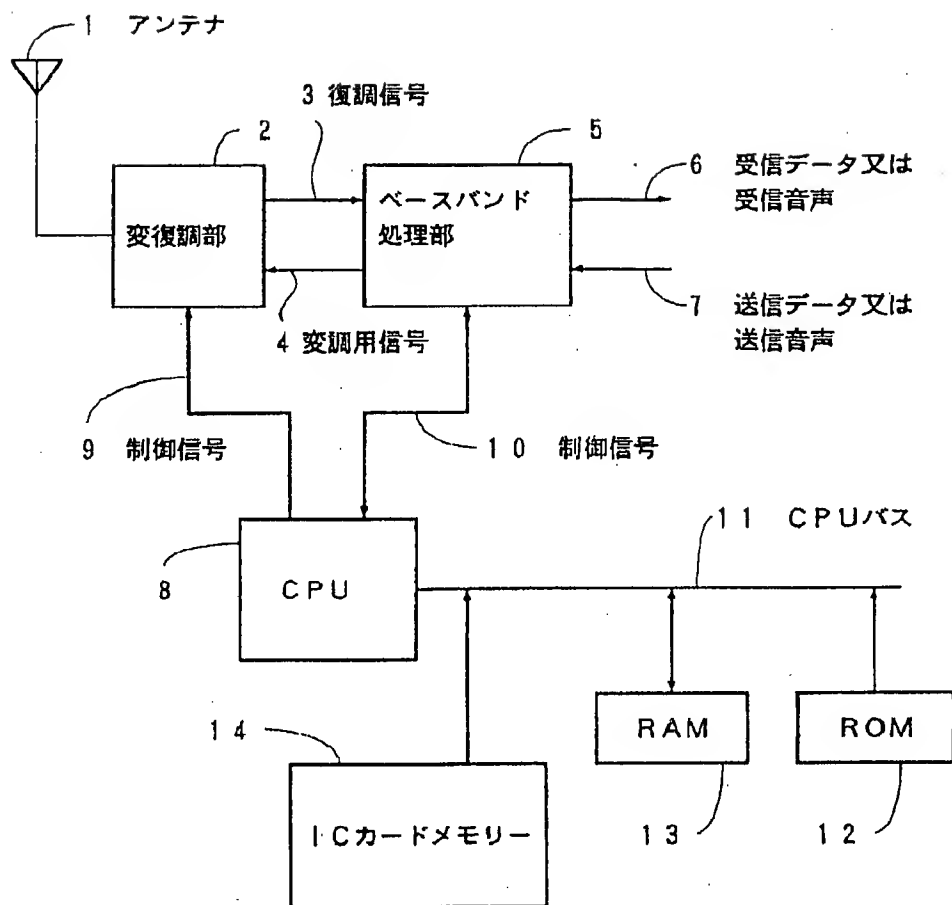 1 アンテナ
3 復調信号
2
5
6 受信データ又は
受信音声
変復調部
ベースバンド
処理部
4 変調用信号
7 送信データ又は
送信音声
9 制御信号
10 制御信号
11 CPUバス
8
CPU
14
RAM
ROM
13
12
ICカードメモリー